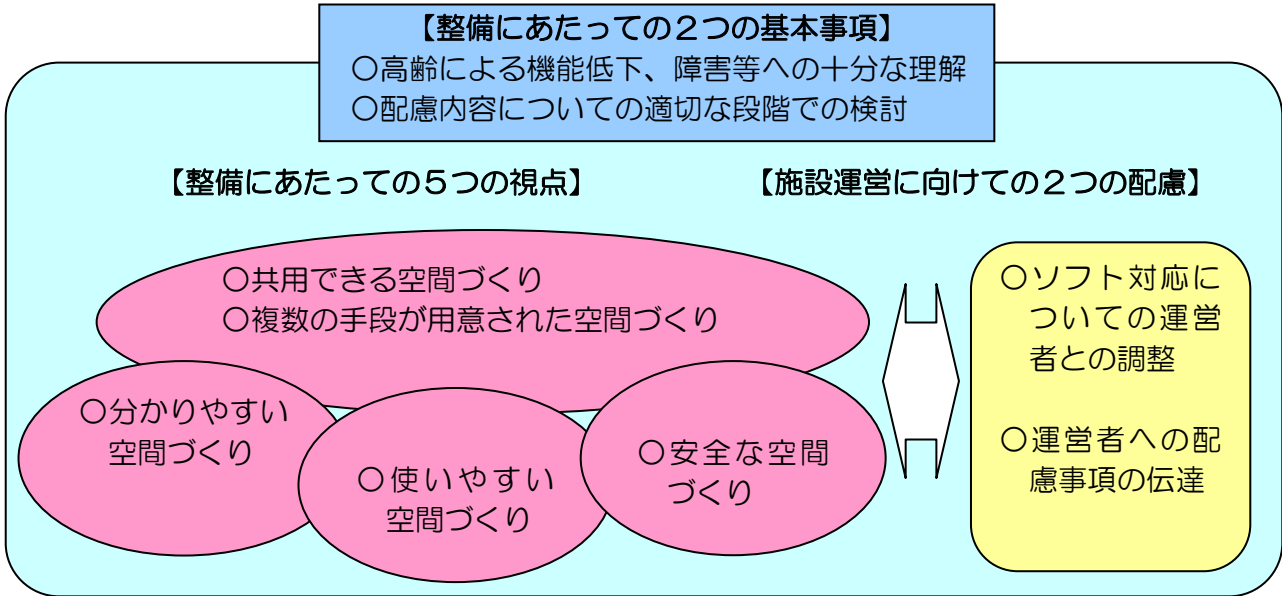 【整備にあたっての２つの基本事項】
○高齢による機能低下、障害等への十分な理解
○配慮内容についての適切な段階での検討
【整備にあたっての５つの視点】
○共用できる空間づくり
○複数の手段が用意された空間づくり
○分かりやすい
空間づくり
○使いやすい
空間づくり
○安全な空間
づくり
【施設運営に向けての２つの配慮】
○ソフト対応に
ついての運営
者との調整
○運営者への配
慮事項の伝達